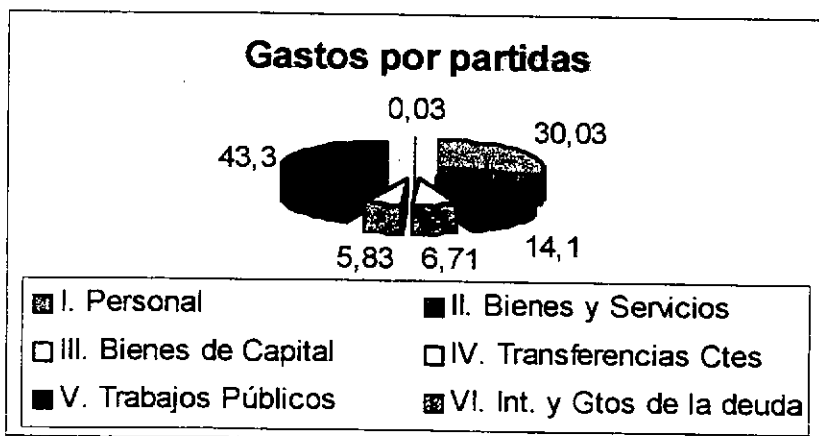 Gastos por partidas
0,03
43,3
30,03
5,83
6,71
14,1
I. Personal
II. Bienes y Servicios
III. Bienes de Capital
IV. Transferencias Ctes
V. Trabajos Públicos
VI. Int. y Gtos de la deuda